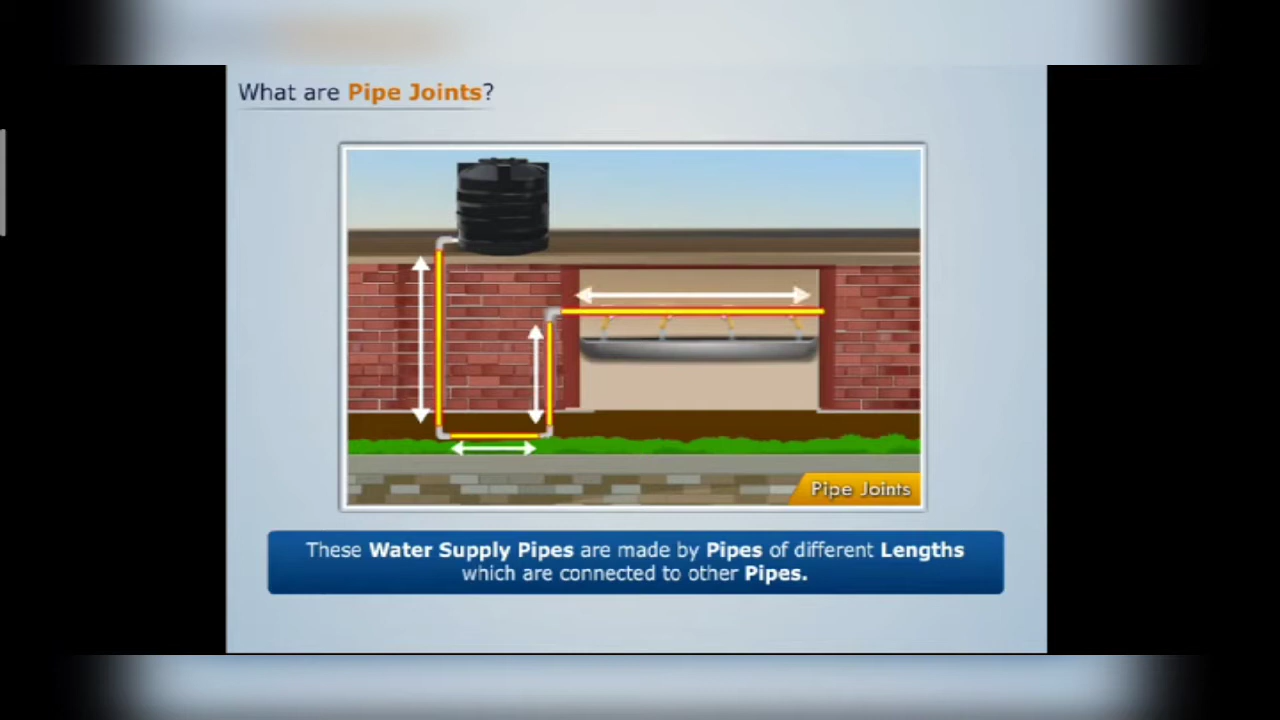 What are Pipe Joints?
Pipe Joints
These Water Supply Pipes are made by Pipes of different Lengths
which are connected to other Pipes.